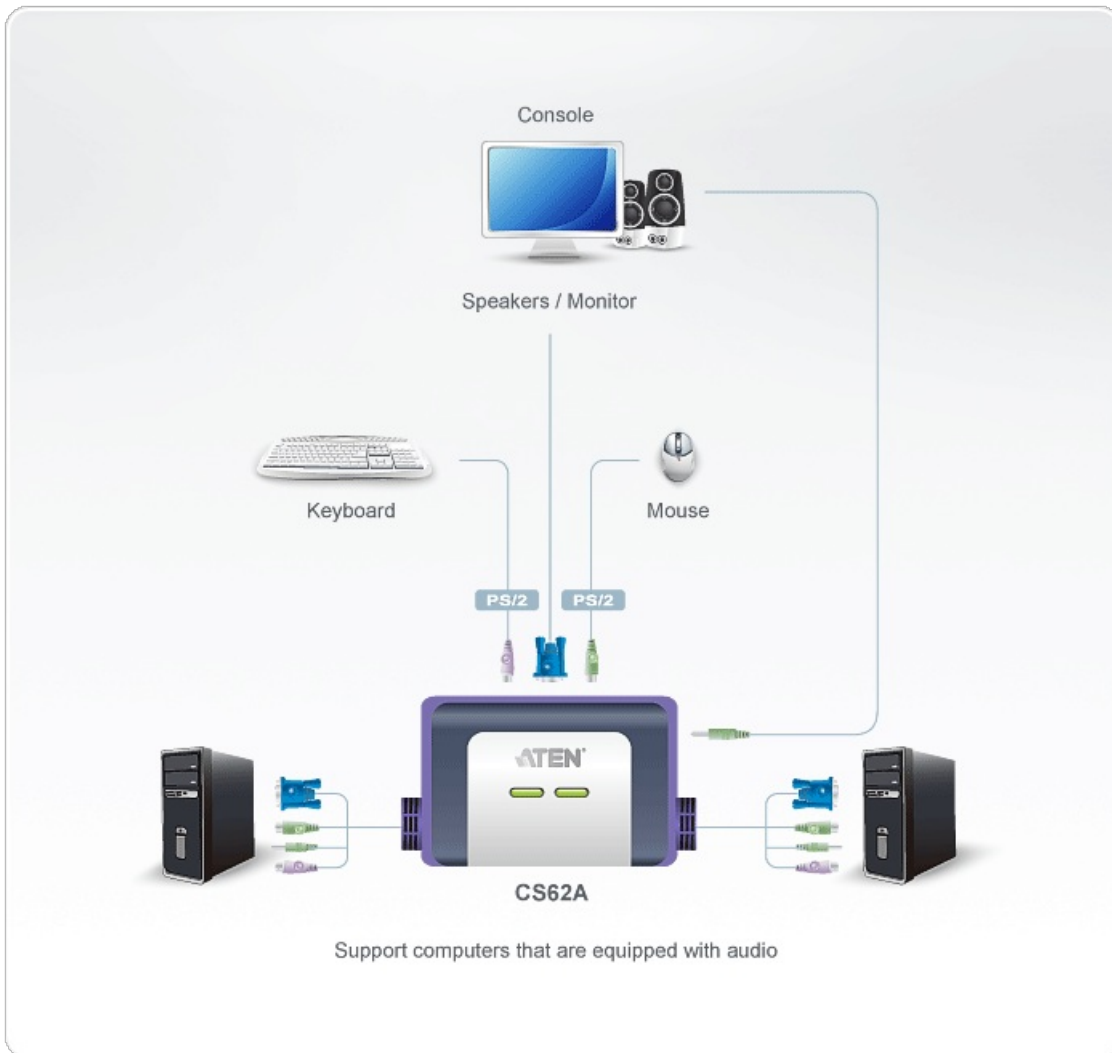 Console
Speakers / Monitor
Keyboard
Mouse
PS/2 PS/2
ATEN
CS62A
Support computers that are equipped with audio